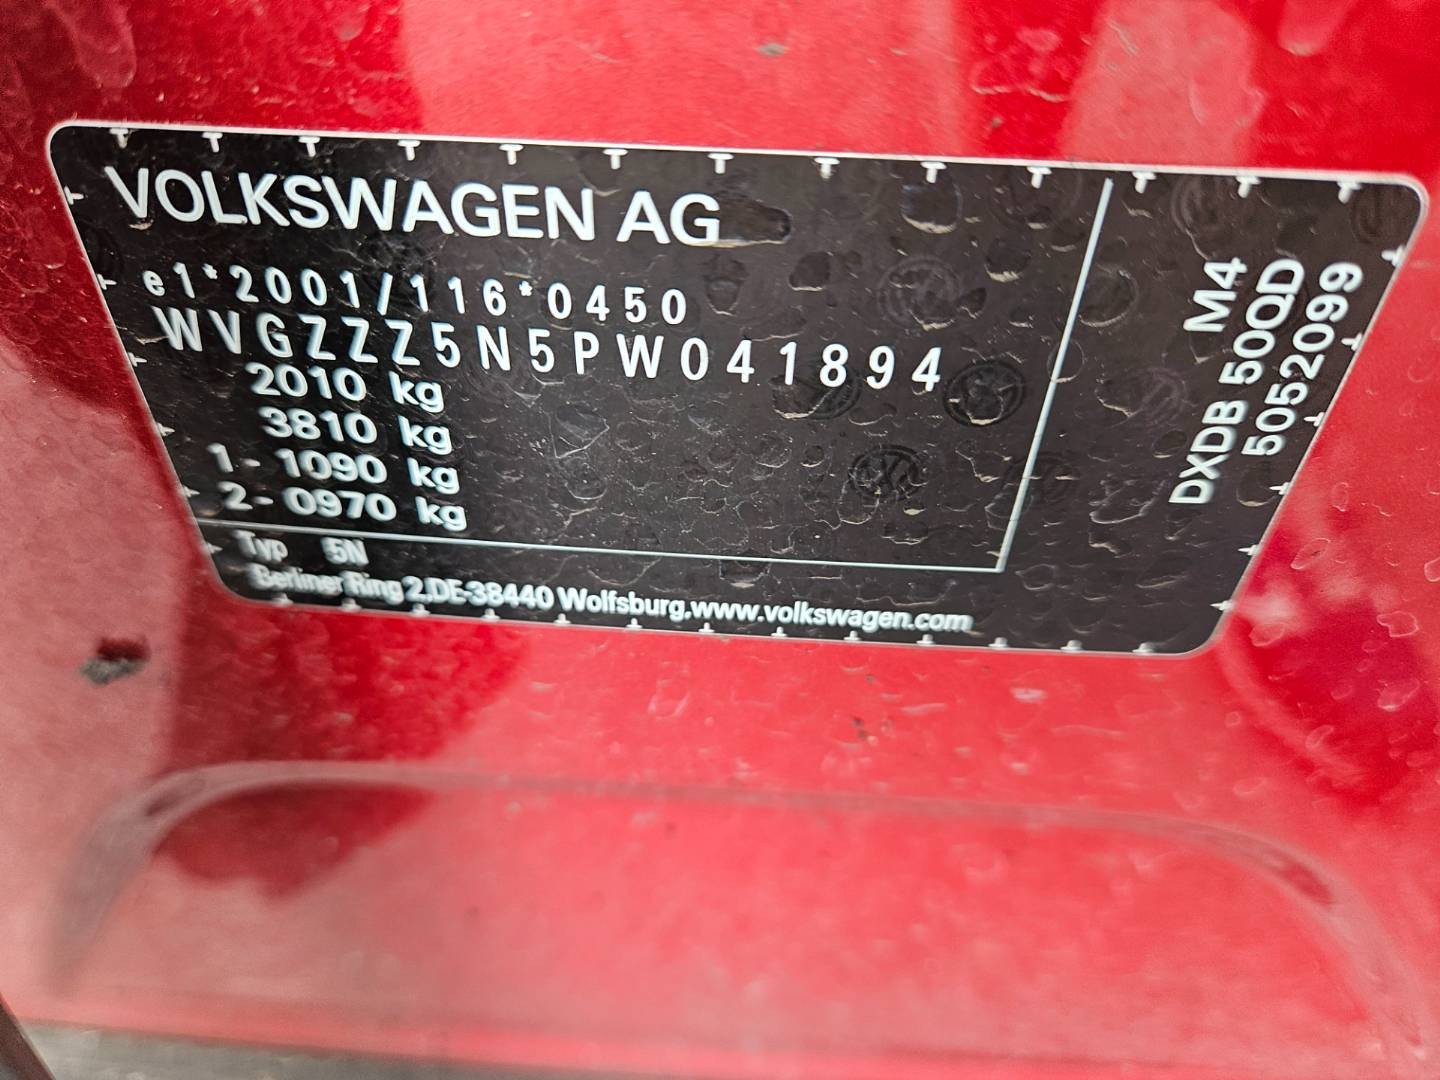 VOLKSWAGEN AG
e1*2001/116*0450
WVGZZZ5N5PW041894
2010 kg
3810 kg
1- 1090 kg
2- 0970 kg
Typ 5N
Berliner Ring 2,DE-38440 Wolfsburg,www.volkswagen.com
M4
DXDB 50QD
5052099